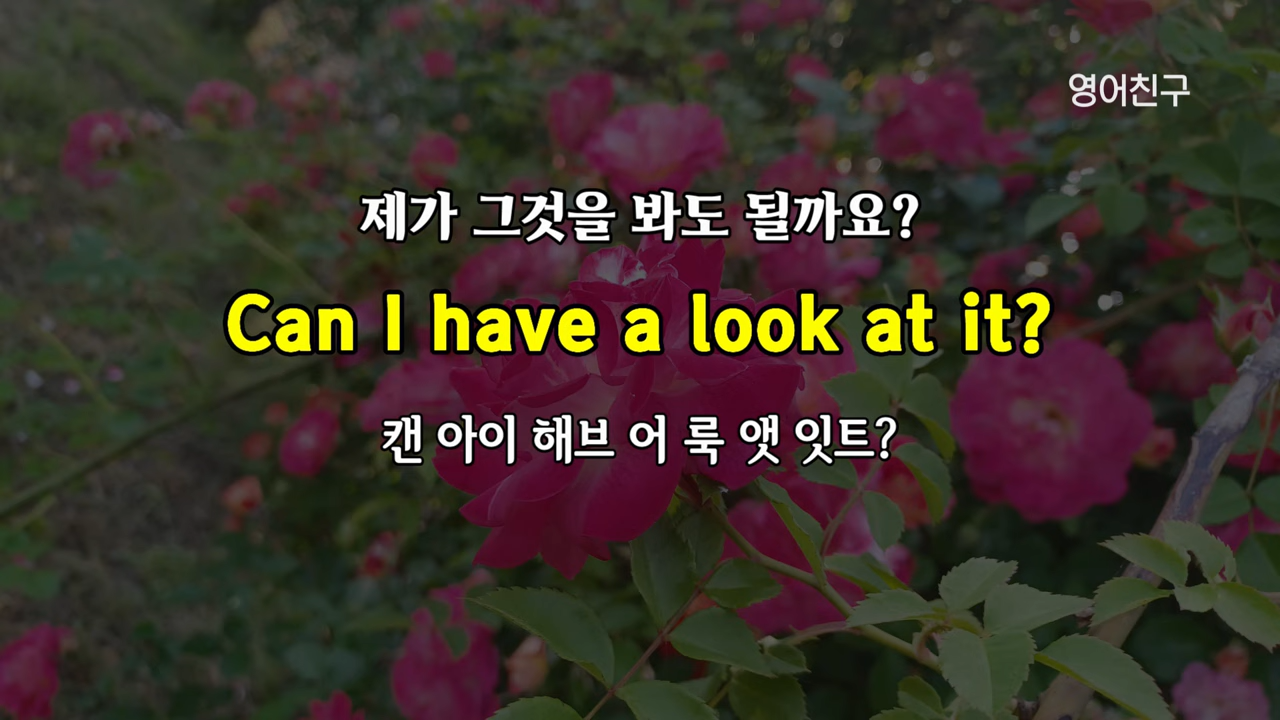 영어친구
제가 그것을 봐도 될까요?
Can I have a look at it?
캔 아이 해브 어 룩 앳 잇트?